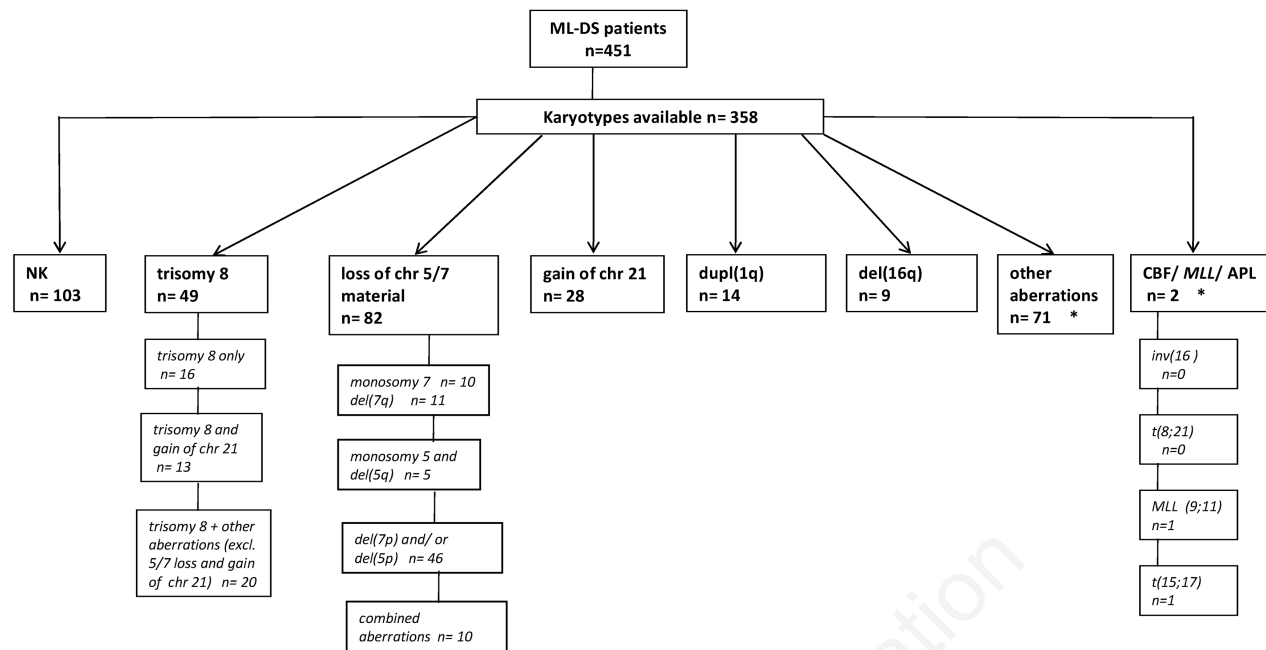 ML-DS patients
n=451
Karyotypes available n= 358
NK
n= 103
trisomy 8
n= 49
trisomy 8 only
n= 16
trisomy 8 and
gain of chr 21
n= 13
trisomy 8 + other
aberrations (excl.
5/7 loss and gain
of chr 21) n= 20
loss of chr 5/7
material
n= 82
monosomy 7 n= 10
del(7q) n= 11
monosomy 5 and
del(5q) n= 5
del(7p) and/ or
del(5p) n= 46
combined
aberrations n= 10
gain of chr 21
n= 28
dupl(1q)
n= 14
del(16q)
n= 9
other
aberrations
n= 71 *
CBF/ MLL/ APL
n= 2 *
inv(16 )
n=0
t(8;21)
n=0
MLL (9;11)
n=1
t(15;17)
n=1